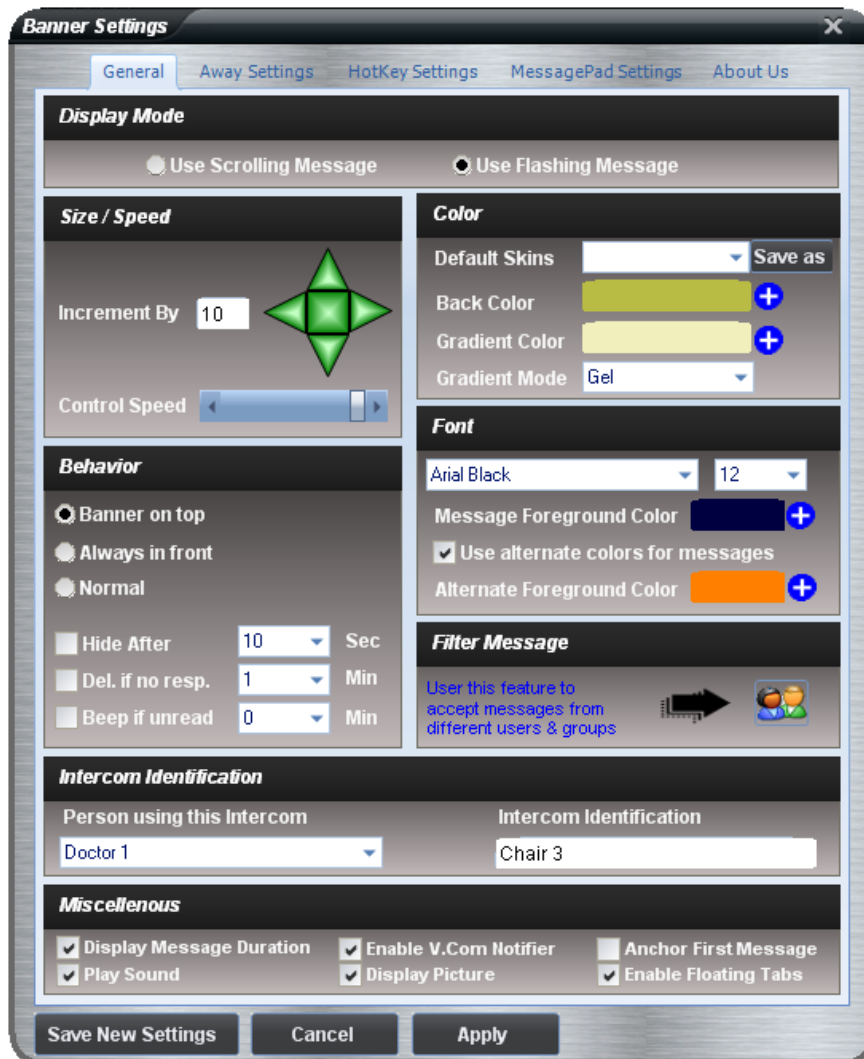 Banner Settings
General Away Settings HotKey Settings MessagePad Settings About Us
Display Mode
Use Scrolling Message Use Flashing Message
Size / Speed
Increment By 10
Control Speed
Color
Default Skins Save as
Back Color
Gradient Color
Gradient Mode Gel
Behavior
Banner on top
Always in front
Normal
Hide After 10 Sec
Del. if no resp. 1 Min
Beep if unread 0 Min
Font
Arial Black 12
Message Foreground Color
Use alternate colors for messages
Alternate Foreground Color
Filter Message
User this feature to
accept messages from
different users & groups
Intercom Identification
Person using this Intercom Intercom Identification
Doctor 1 Chair 3
Miscellenous
Display Message Duration Enable V.Com Notifier Anchor First Message
Play Sound Display Picture Enable Floating Tabs
Save New Settings Cancel Apply